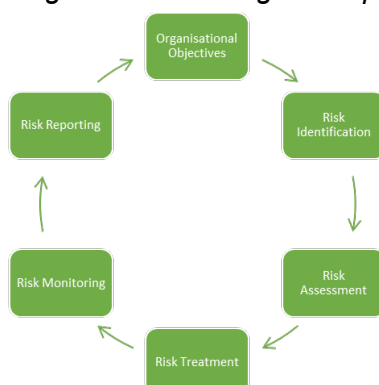 Organisational
Objectives
Risk
Identification
Risk
Assessment
Risk Treatment
Risk Monitoring
Risk Reporting